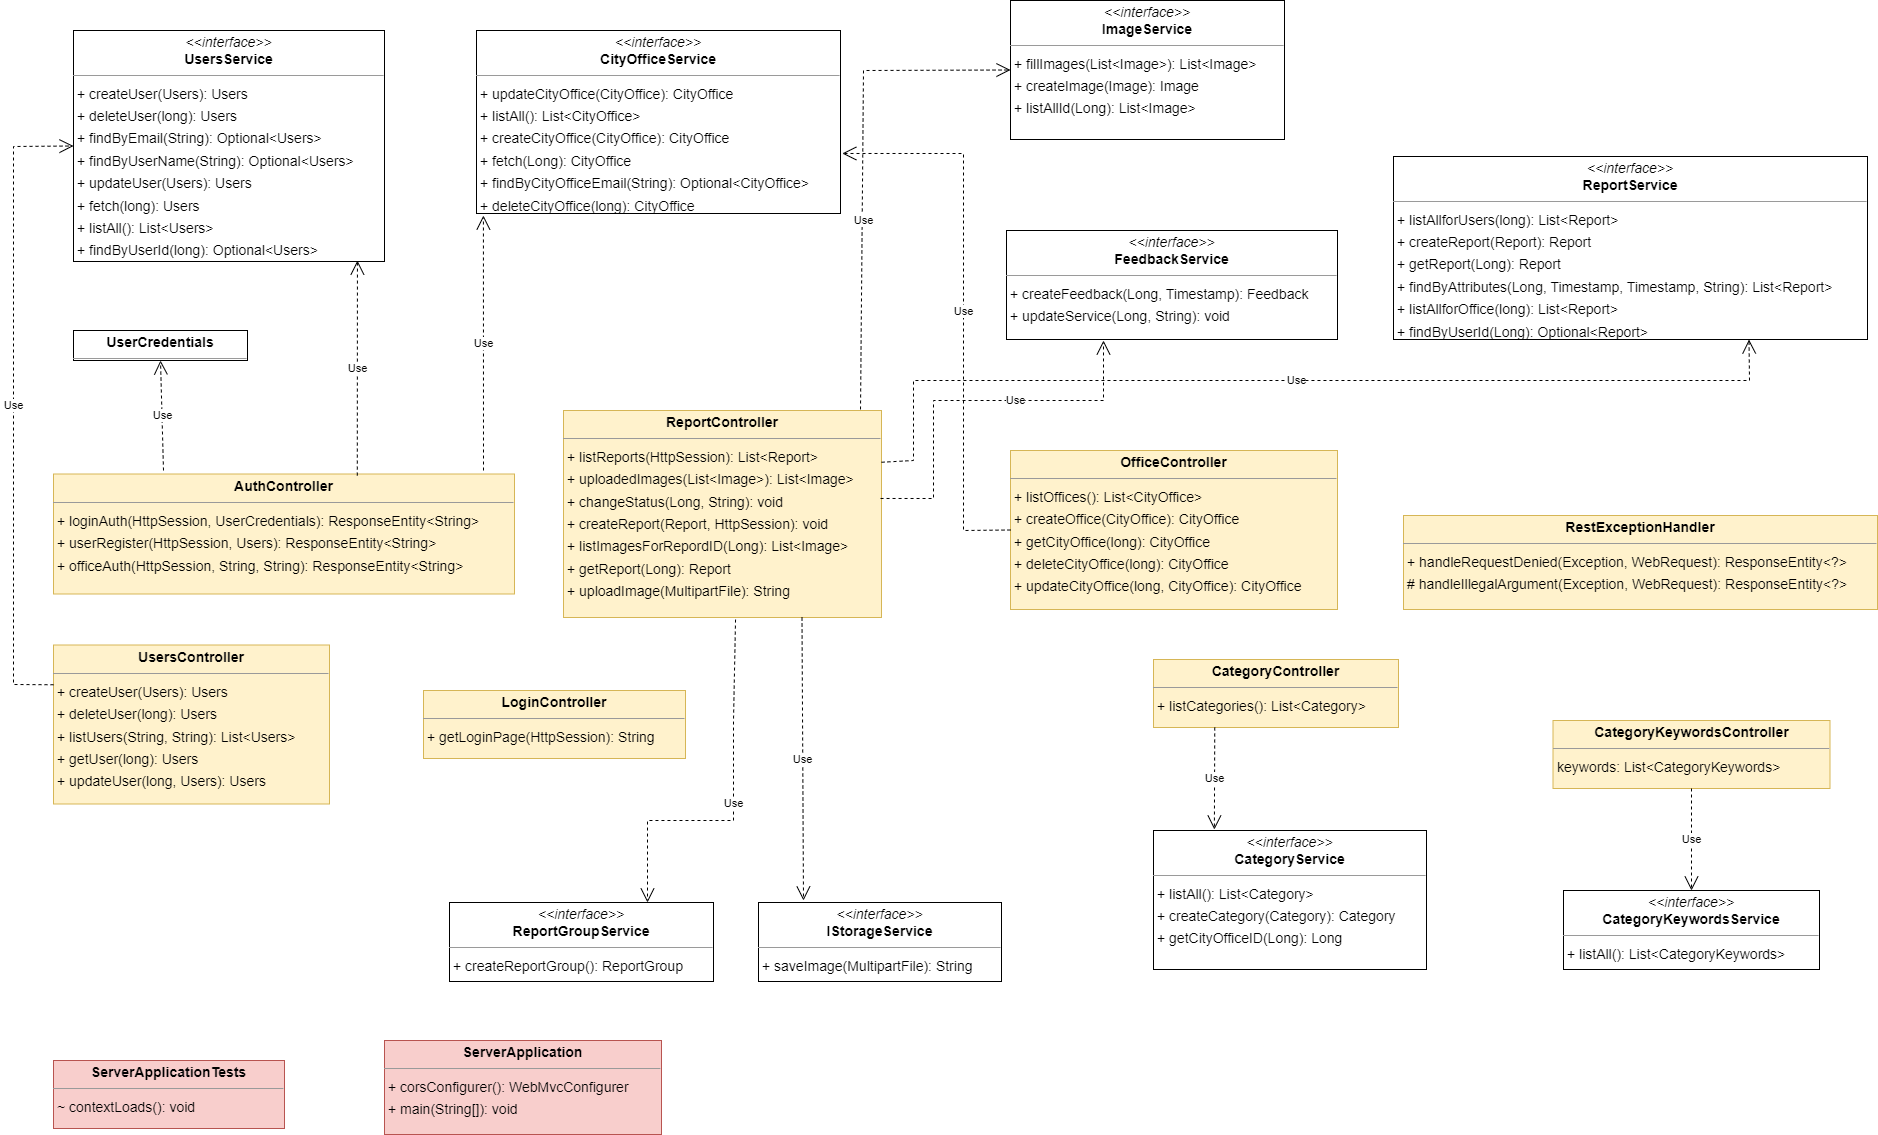 <<interface>>
UsersService
+ createUser(Users): Users
+ deleteUser(long): Users
+ findByEmail(String): Optional<Users>
+ findByUserName(String): Optional<Users>
+ updateUser(Users): Users
+ fetch(long): Users
+ listAll(): List<Users>
+ findByUserId(long): Optional<Users>
<<interface>>
CityOfficeService
+ updateCityOffice(CityOffice): CityOffice
+ listAll(): List<CityOffice>
+ createCityOffice(CityOffice): CityOffice
+ fetch(Long): CityOffice
+ findByCityOfficeEmail(String): Optional<CityOffice>
+ deleteCityOffice(long): CityOffice
<<interface>>
ImageService
+ fillImages(List<Image>): List<Image>
+ createImage(Image): Image
+ listAllId(Long): List<Image>
<<interface>>
ReportService
+ listAllforUsers(long): List<Report>
+ createReport(Report): Report
+ getReport(Long): Report
+ findByAttributes(Long, Timestamp, Timestamp, String): List<Report>
+ listAllforOffice(long): List<Report>
+ findByUserId(Long): Optional<Report>
<<interface>>
FeedbackService
+ createFeedback(Long, Timestamp): Feedback
+ updateService(Long, String): void
UserCredentials
Use
Use
Use
Use
Use
Use
Use
Use
AuthController
+ loginAuth(HttpSession, UserCredentials): ResponseEntity<String>
+ userRegister(HttpSession, Users): ResponseEntity<String>
+ officeAuth(HttpSession, String, String): ResponseEntity<String>
ReportController
+ listReports(HttpSession): List<Report>
+ uploadedImages(List<Image>): List<Image>
+ changeStatus(Long, String): void
+ createReport(Report, HttpSession): void
+ listImagesForRepordID(Long): List<Image>
+ getReport(Long): Report
+ uploadImage(MultipartFile): String
OfficeController
+ listOffices(): List<CityOffice>
+ createOffice(CityOffice): CityOffice
+ getCityOffice(long): CityOffice
+ deleteCityOffice(long): CityOffice
+ updateCityOffice(long, CityOffice): CityOffice
RestExceptionHandler
+ handleRequestDenied(Exception, WebRequest): ResponseEntity<?>
# handleIllegalArgument(Exception, WebRequest): ResponseEntity<?>
UsersController
+ createUser(Users): Users
+ deleteUser(long): Users
+ listUsers(String, String): List<Users>
+ getUser(long): Users
+ updateUser(long, Users): Users
LoginController
+ getLoginPage(HttpSession): String
CategoryController
+ listCategories(): List<Category>
CategoryKeywordsController
keywords: List<CategoryKeywords>
Use
Use
Use
Use
<<interface>>
ReportGroupService
+ createReportGroup(): ReportGroup
<<interface>>
IStorageService
+ saveImage(MultipartFile): String
<<interface>>
CategoryService
+ listAll(): List<Category>
+ createCategory(Category): Category
+ getCityOfficeID(Long): Long
<<interface>>
CategoryKeywordsService
+ listAll(): List<CategoryKeywords>
ServerApplicationTests
~ contextLoads(): void
ServerApplication
+ corsConfigurer(): WebMvcConfigurer
+ main(String[]): void